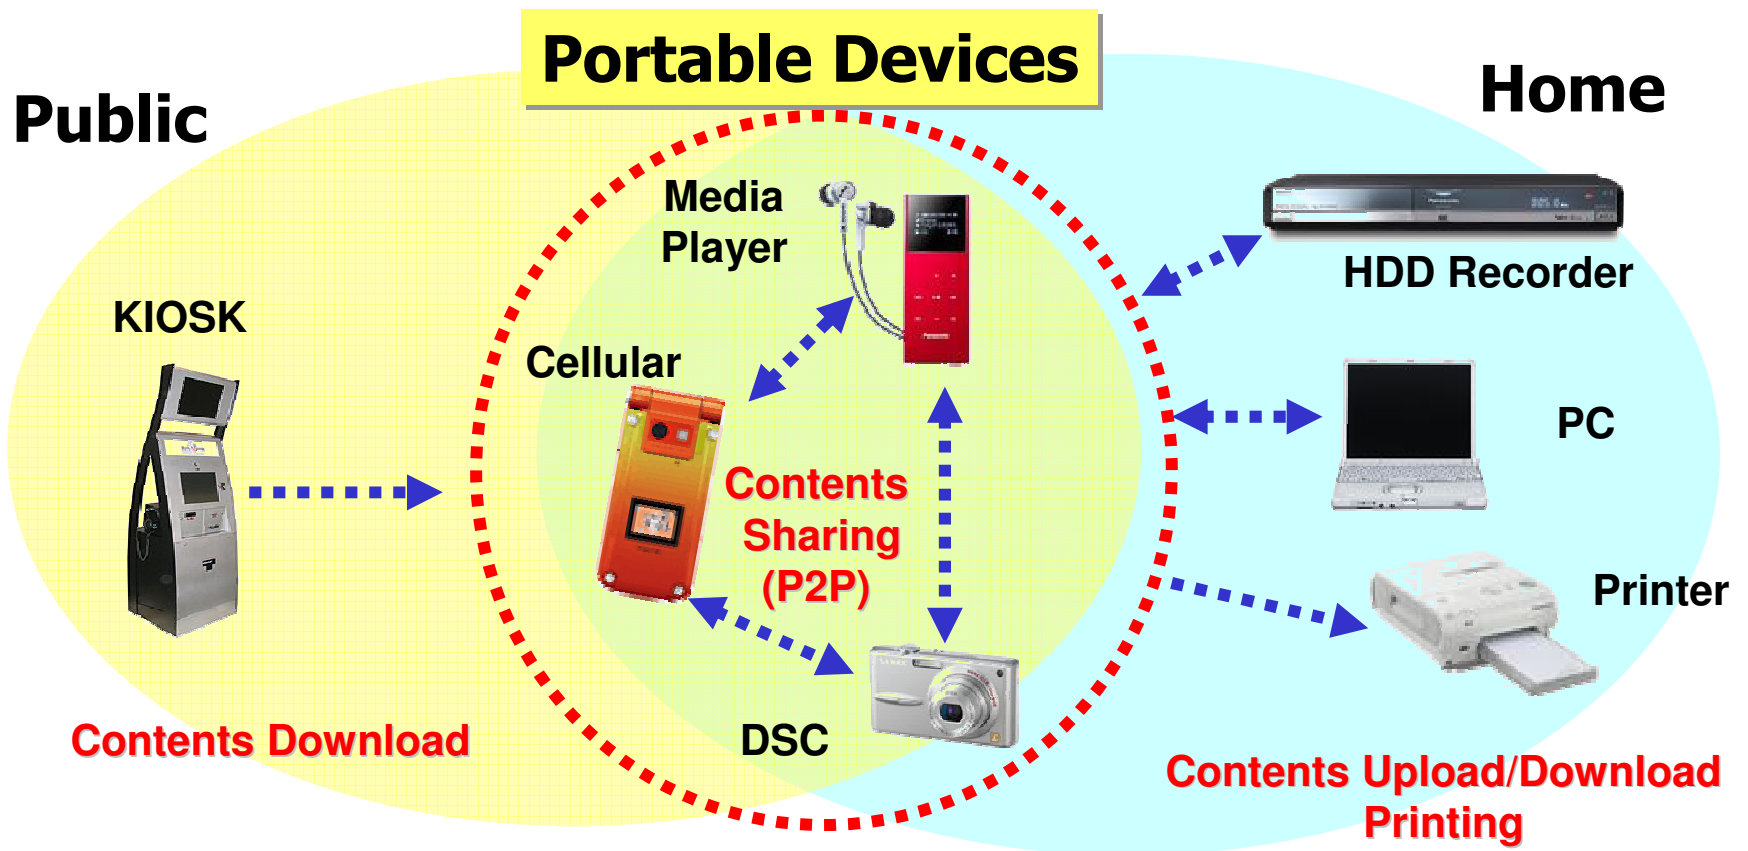 Portable Devices
Public
Home
Media
Player
HDD Recorder
KIOSK
Cellular
PC
Contents
Sharing
(P2P)
Printer
DSC
Contents Download
Contents Upload/Download
Printing